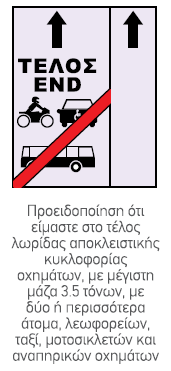 ΤΕΛΟΣ
END
Προειδοποίηση ότι
είμαστε στο τέλος
λωρίδας αποκλειστικής
κυκλοφορίας
οχημάτων, με μέγιστη
μάζα 3.5 τόνων, με
δύο ή περισσότερα
άτομα, λεωφορείων,
ταξί, μοτοσικλετών και
αναπηρικών οχημάτων